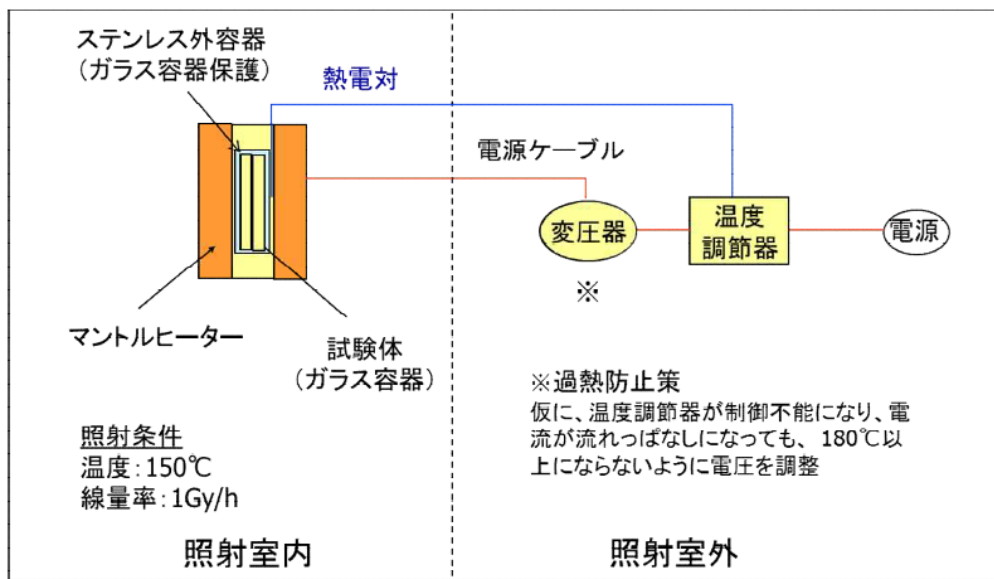 ステンレス外容器
(ガラス容器保護)
熱電対
電源ケーブル
変圧器
温度
調節器
電源
※
マントルヒーター
試験体
(ガラス容器)
※過熱防止策
仮に、温度調節器が制御不能になり、電
流が流れっぱなしになっても、180℃以
上にならないように電圧を調整
照射条件
温度:150℃
線量率:1Gy/h
照射室内
照射室外